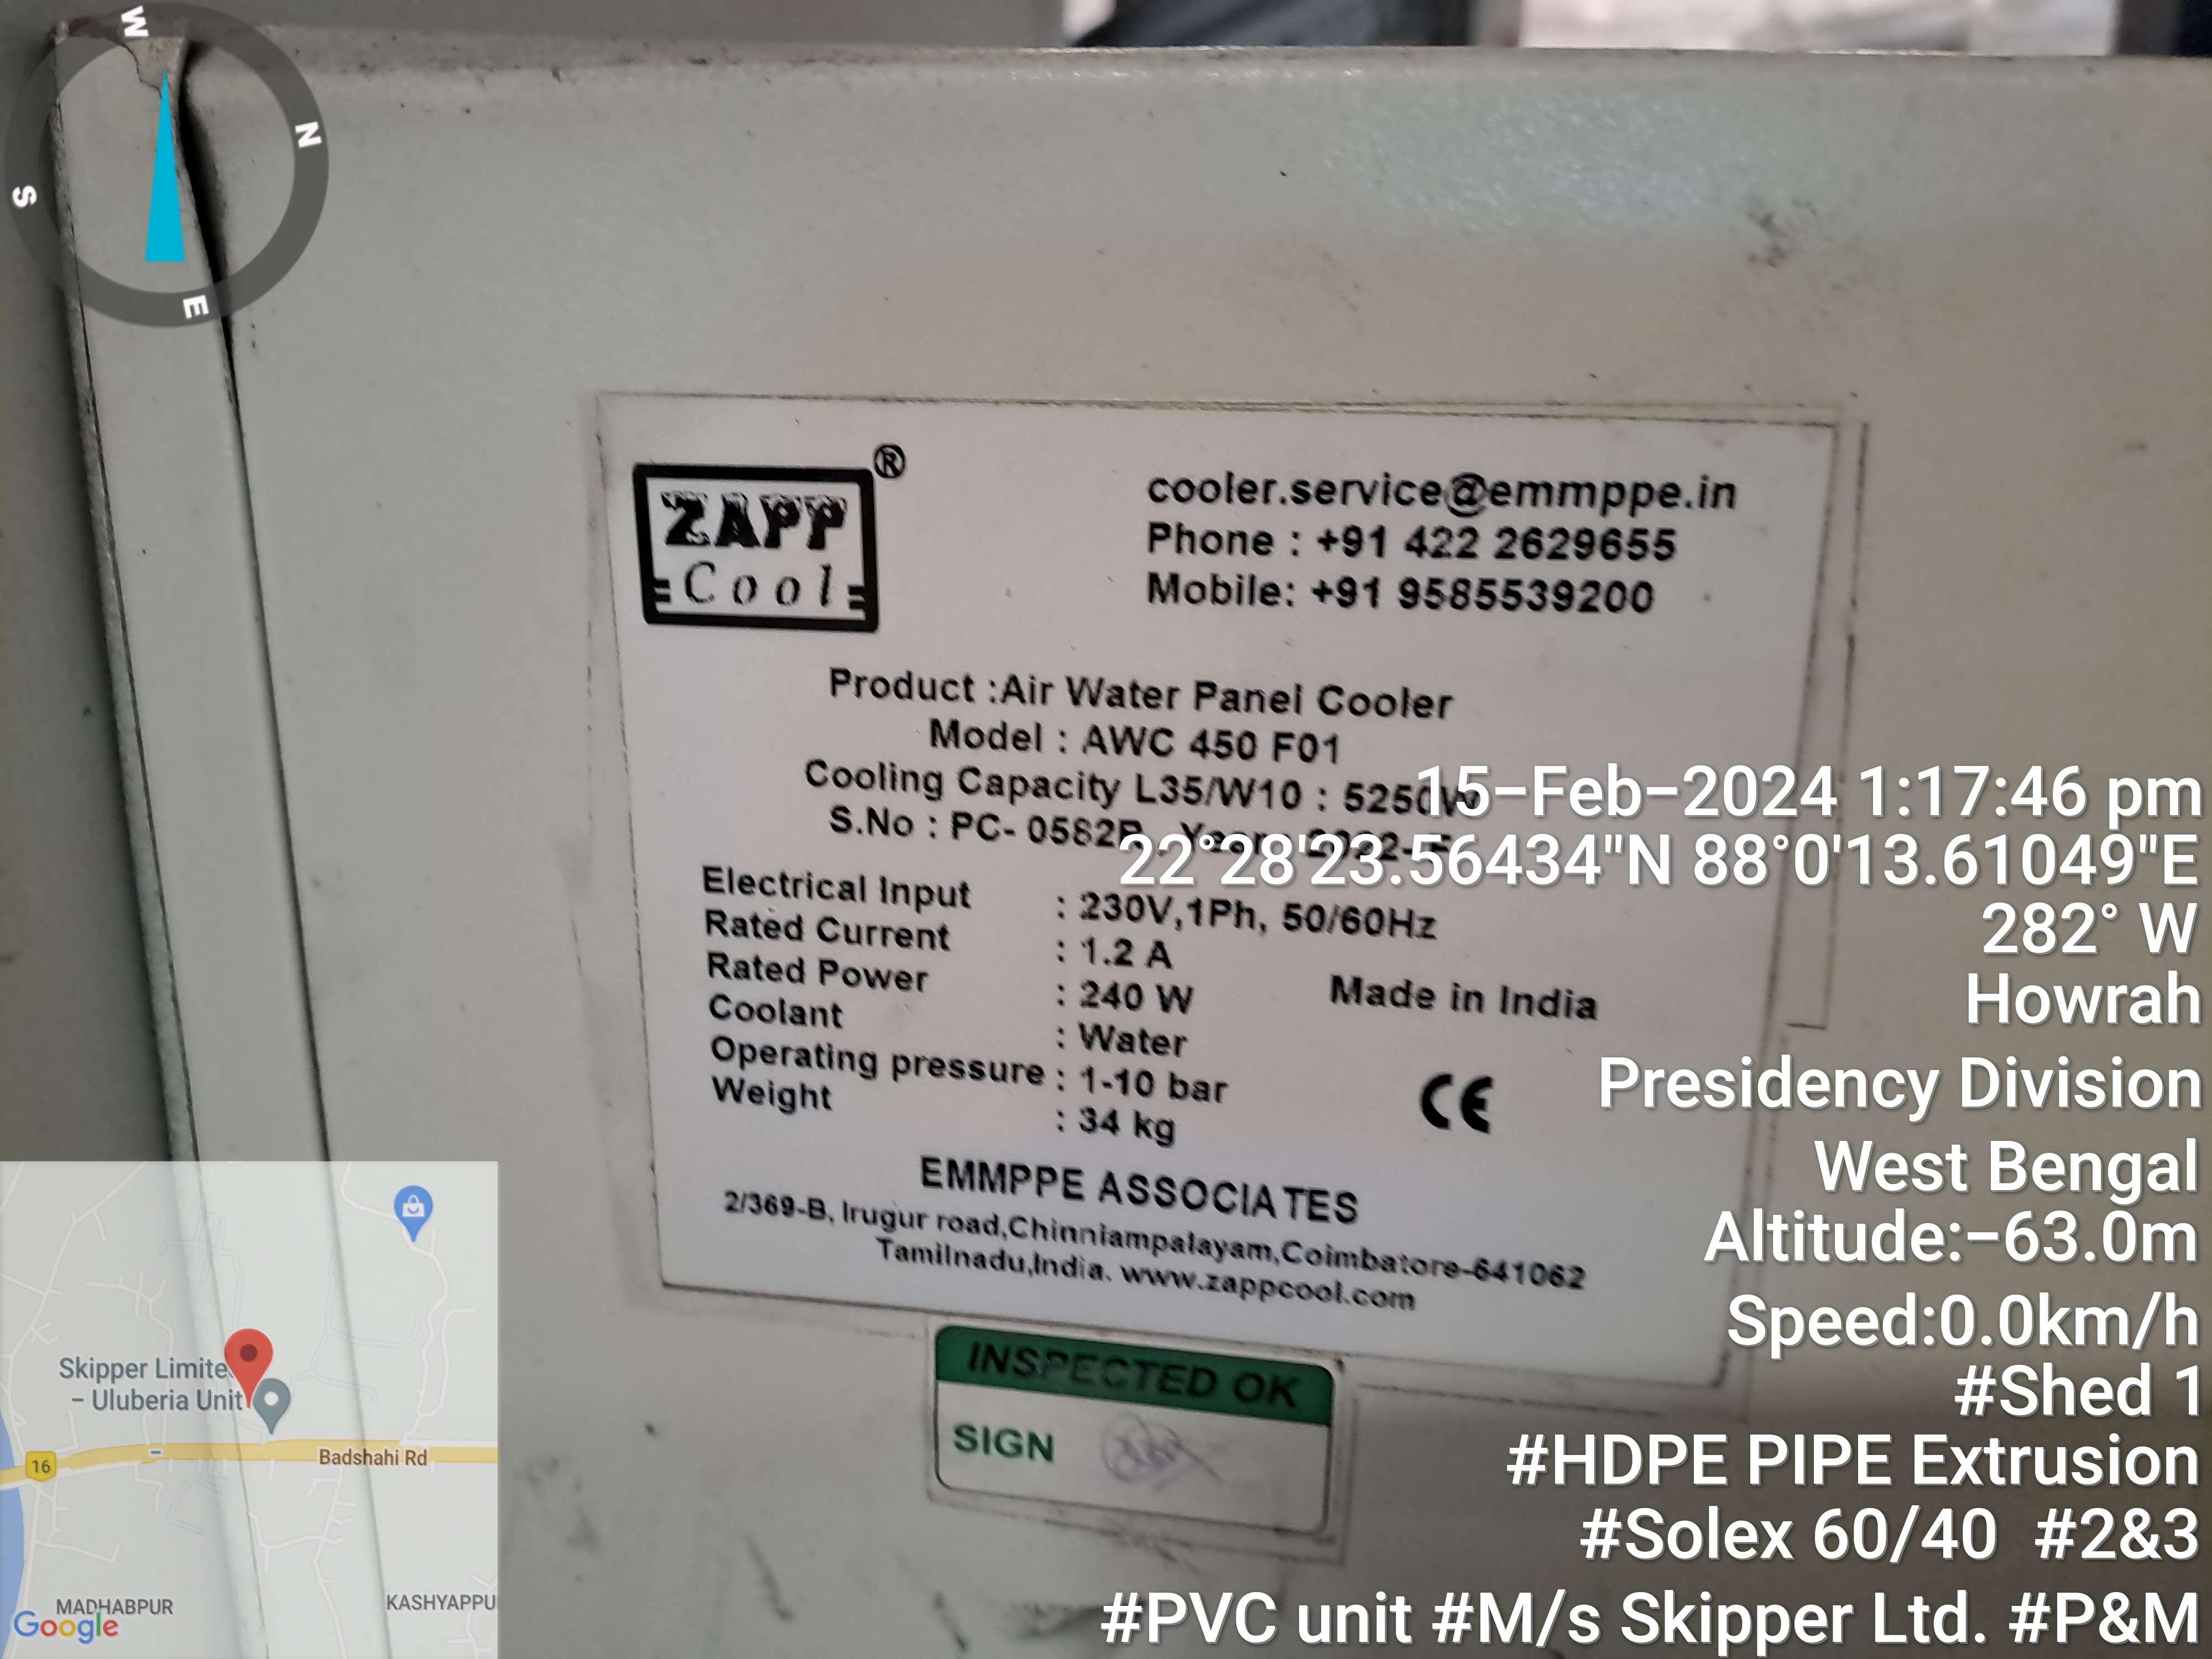 W
N
S
E
ZAPP ®
Cool
cooler.service@emmppe.in
Phone : +91 422 2629655
Mobile: +91 9585539200
Product :Air Water Panel Cooler
Model : AWC 450 F01
Cooling Capacity L35/W10 : 5250W
S.No : PC- 0582
Electrical Input : 230V,1Ph, 50/60Hz
Rated Current : 1.2 A
Rated Power : 240 W
Coolant : Water
Operating pressure : 1-10 bar
Weight : 34 kg
Made in India
CE
EMMPPE ASSOCIATES
2/369-B, Irugur road,Chinniampalayam,Coimbatore-641062
Tamilnadu,India. www.zappcool.com
INSPECTED OK
SIGN
15-Feb-2024 1:17:46 pm
22°28'23.56434"N 88°0'13.61049"E
282° W
Howrah
Presidency Division
West Bengal
Altitude:-63.0m
Speed:0.0km/h
#Shed 1
#HDPE PIPE Extrusion
#Solex 60/40 #2&3
#PVC unit #M/s Skipper Ltd. #P&M
Skipper Limite
- Uluberia Unit
16
Badshahi Rd
MADHABPUR
KASHYAPPU
Google